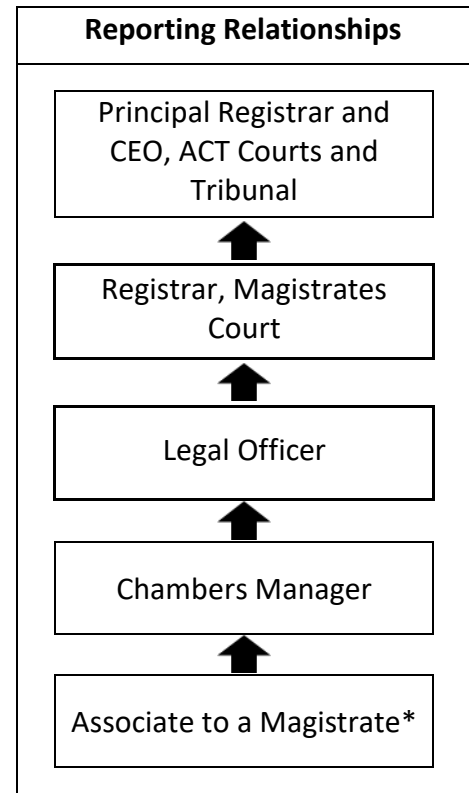 Reporting Relationships
Principal Registrar and
CEO, ACT Courts and
Tribunal
Registrar, Magistrates
Court
Legal Officer
Chambers Manager
Associate to a Magistrate*